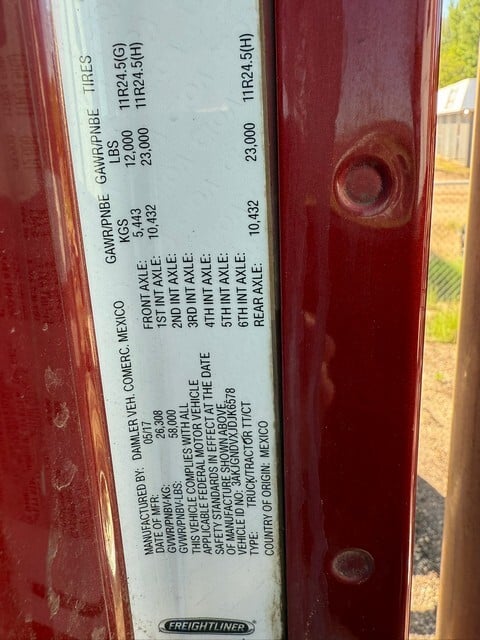 FREIGHTLINER
MANUFACTURED BY: DAIMLER VEH. COMERC. MEXICO
DATE OF MFR: 05/17
GVWR/PNBV-KG: 26,308
GVWR/PNBV-LBS: 58,000
THIS VEHICLE COMPLIES WITH ALL
APPLICABLE FEDERAL MOTOR VEHICLE
SAFETY STANDARDS IN EFFECT AT THE DATE
OF MANUFACTURE SHOWN ABOVE.
VEHICLE ID NO: 3AKJGNDVXJDJK6578
TYPE: TRUCK/TRACTOR TT/CT
COUNTRY OF ORIGIN: MEXICO
GAWR/PNBE GAWR/PNBE TIRES
KGS LBS
FRONT AXLE: 5,443 12,000 11R24.5(G)
1ST INT AXLE: 10,432 23,000 11R24.5(H)
2ND INT AXLE:
3RD INT AXLE:
4TH INT AXLE:
5TH INT AXLE:
6TH INT AXLE:
REAR AXLE: 10,432 23,000 11R24.5(H)